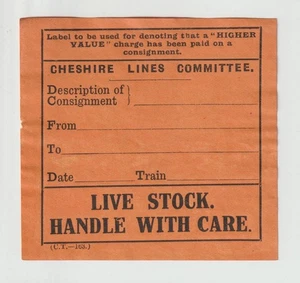 Label to be used for denoting that a "HIGHER
VALUE" charge has been paid on a
consignment.
CHESHIRE LINES COMMITTEE.
Description of
Consignment
From
To
Date Train
LIVE STOCK.
HANDLE WITH CARE.
(C.T.—163.)